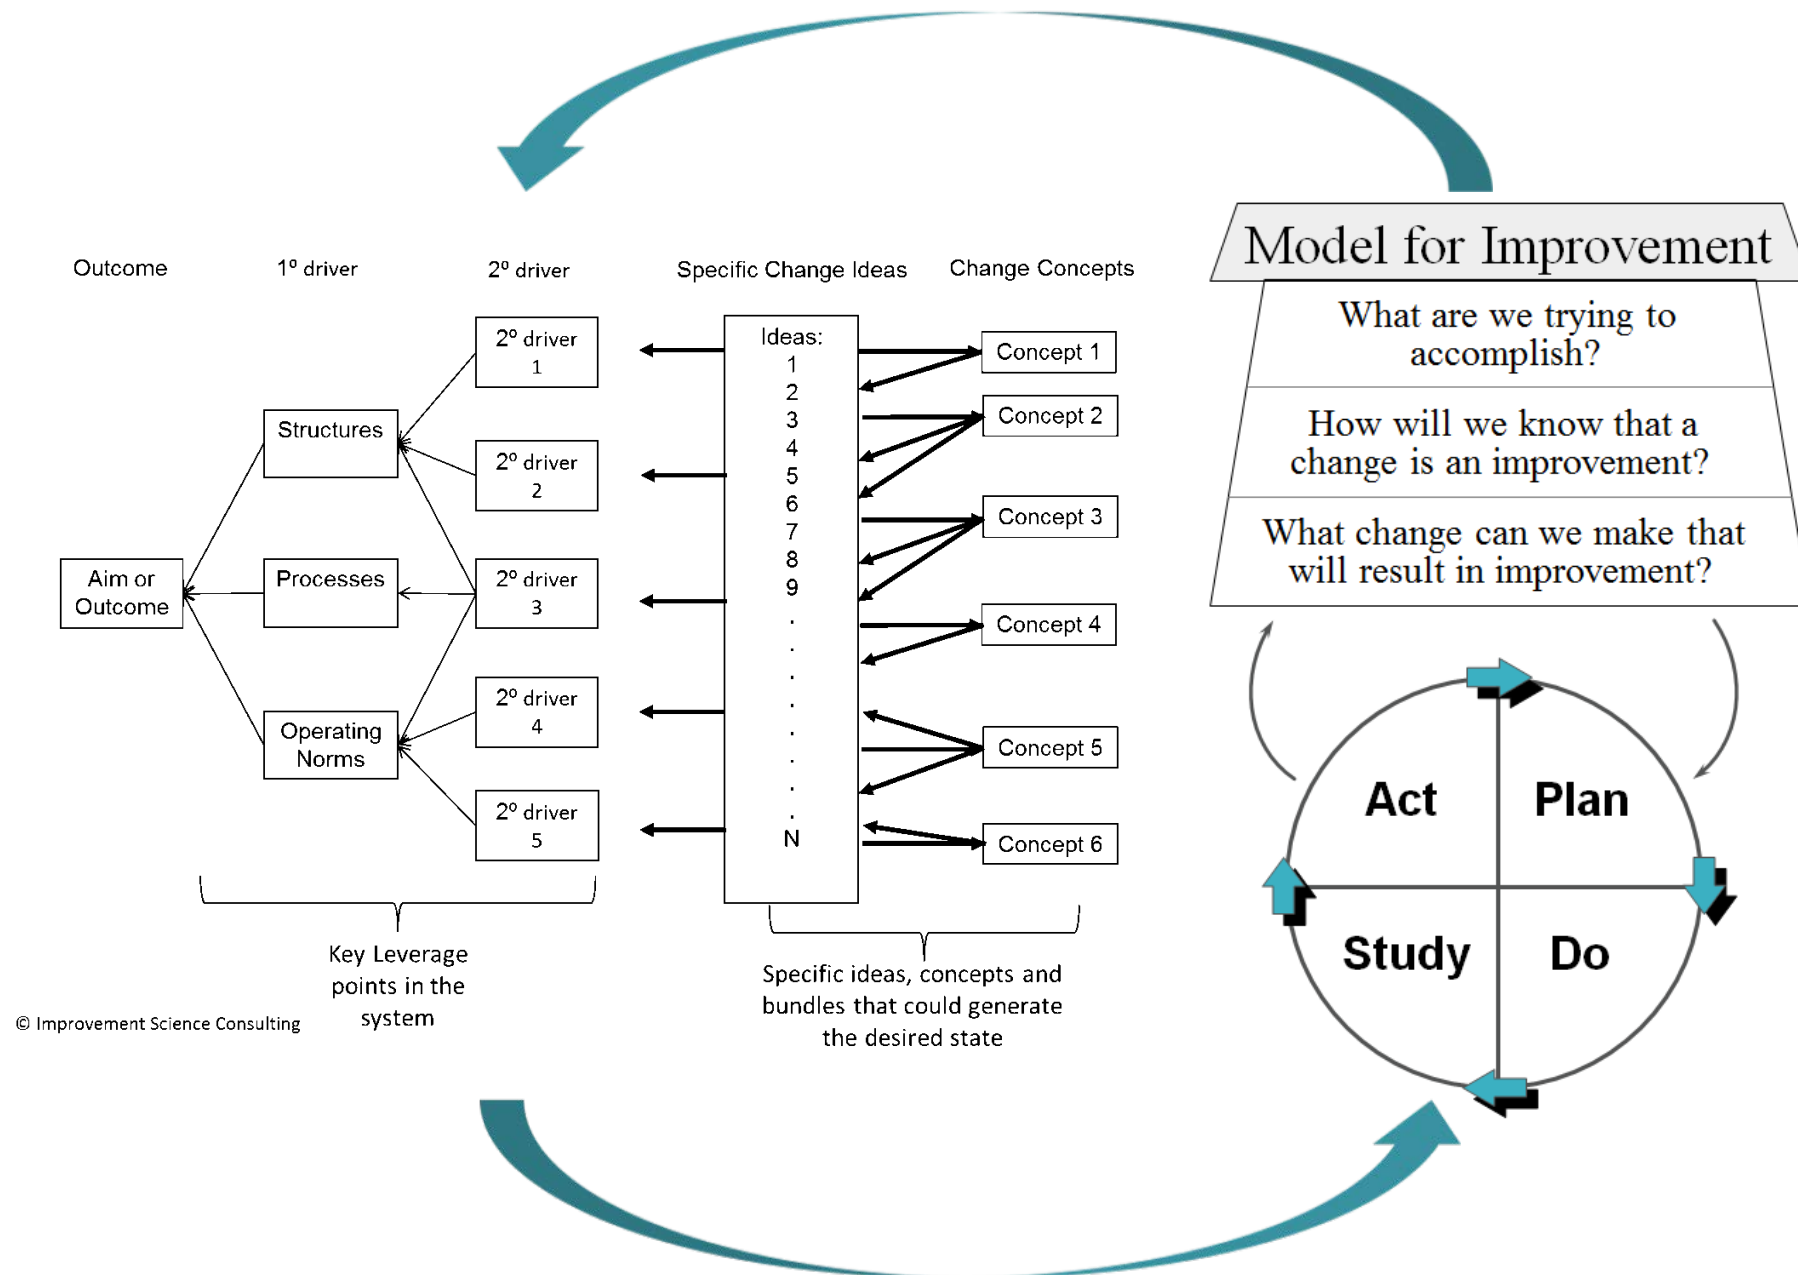 Outcome
1º driver
2º driver
Specific Change Ideas
Change Concepts
Aim or
Outcome
Structures
Processes
Operating
Norms
2º driver
1
2º driver
2
2º driver
3
2º driver
4
2º driver
5
Ideas:
1
2
3
4
5
6
7
8
9
.
.
.
.
.
.
.
.
N
Concept 1
Concept 2
Concept 3
Concept 4
Concept 5
Concept 6
Key Leverage
points in the
system
Specific ideas, concepts and
bundles that could generate
the desired state
© Improvement Science Consulting
Model for Improvement
What are we trying to
accomplish?
How will we know that a
change is an improvement?
What change can we make that
will result in improvement?
Act
Plan
Study
Do